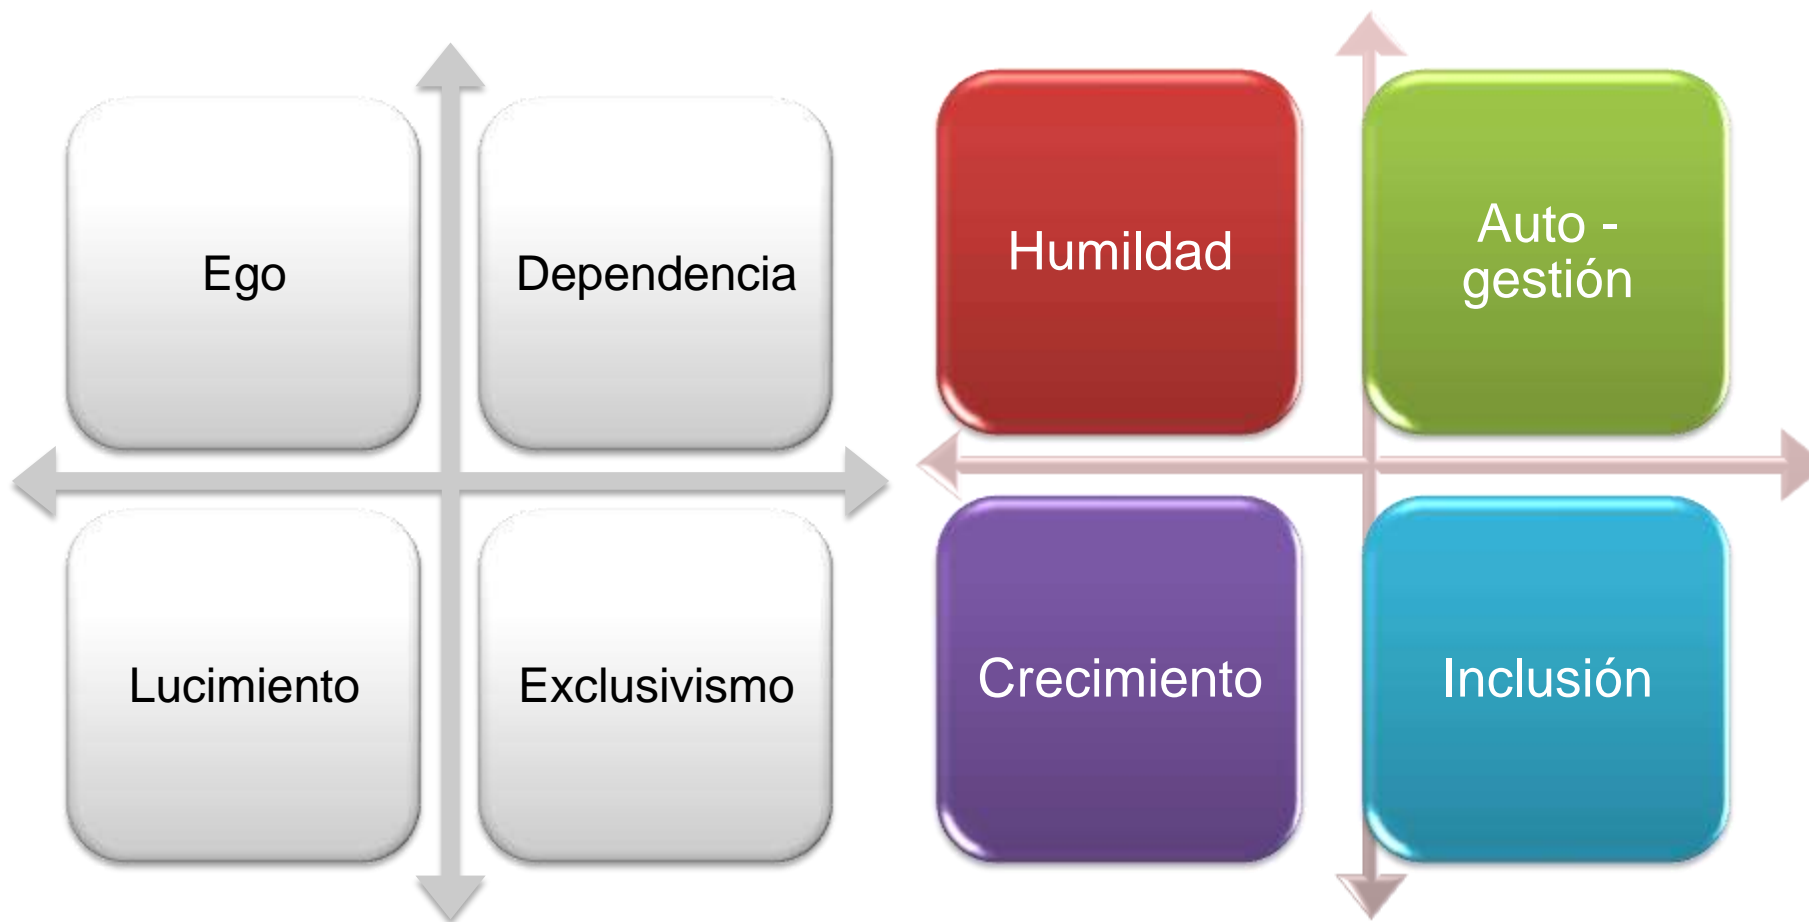 Ego
Dependencia
Lucimiento
Exclusivismo
Humildad
Auto -
gestión
Crecimiento
Inclusión